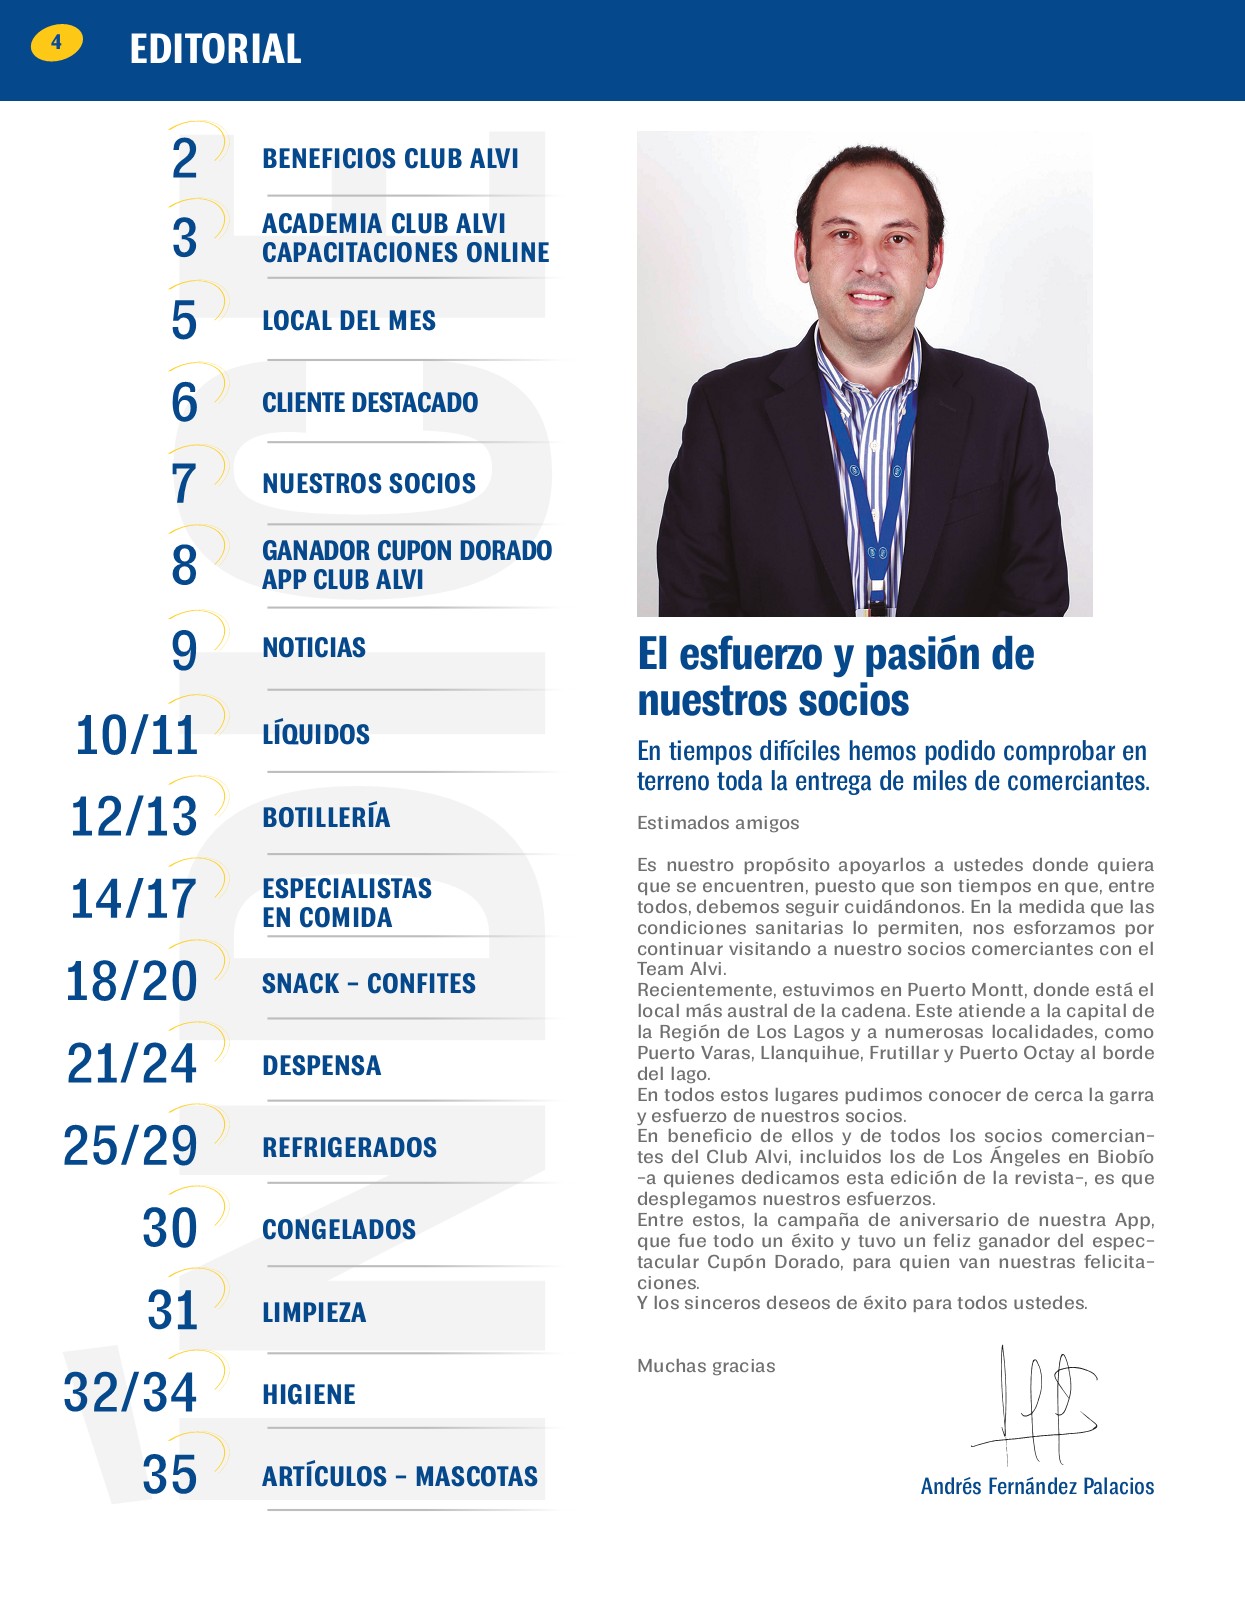 4
EDITORIAL
ÍNDICE
2
BENEFICIOS CLUB ALVI
3
ACADEMIA CLUB ALVI
CAPACITACIONES ONLINE
5
LOCAL DEL MES
6
CLIENTE DESTACADO
7
NUESTROS SOCIOS
8
GANADOR CUPON DORADO
APP CLUB ALVI
9
NOTICIAS
10/11
LÍQUIDOS
12/13
BOTILLERÍA
14/17
ESPECIALISTAS
EN COMIDA
18/20
SNACK – CONFITES
21/24
DESPENSA
25/29
REFRIGERADOS
30
CONGELADOS
31
LIMPIEZA
32/34
HIGIENE
35
ARTÍCULOS – MASCOTAS
El esfuerzo y pasión de
nuestros socios
En tiempos difíciles hemos podido comprobar en
terreno toda la entrega de miles de comerciantes.
Estimados amigos
Es nuestro propósito apoyarlos a ustedes donde quiera
que se encuentren, puesto que son tiempos en que, entre
todos, debemos seguir cuidándonos. En la medida que las
condiciones sanitarias lo permiten, nos esforzamos por
continuar visitando a nuestro socios comerciantes con el
Team Alvi.
Recientemente, estuvimos en Puerto Montt, donde está el
local más austral de la cadena. Este atiende a la capital de
la Región de Los Lagos y a numerosas localidades, como
Puerto Varas, Llanquihue, Frutillar y Puerto Octay al borde
del lago.
En todos estos lugares pudimos conocer de cerca la garra
y esfuerzo de nuestros socios.
En beneficio de ellos y de todos los socios comercian-
tes del Club Alvi, incluidos los de Los Ángeles en Biobío
–a quienes dedicamos esta edición de la revista–, es que
desplegamos nuestros esfuerzos.
Entre estos, la campaña de aniversario de nuestra App,
que fue todo un éxito y tuvo un feliz ganador del espec-
tacular Cupón Dorado, para quien van nuestras felicita-
ciones.
Y los sinceros deseos de éxito para todos ustedes.
Muchas gracias
Andrés Fernández Palacios